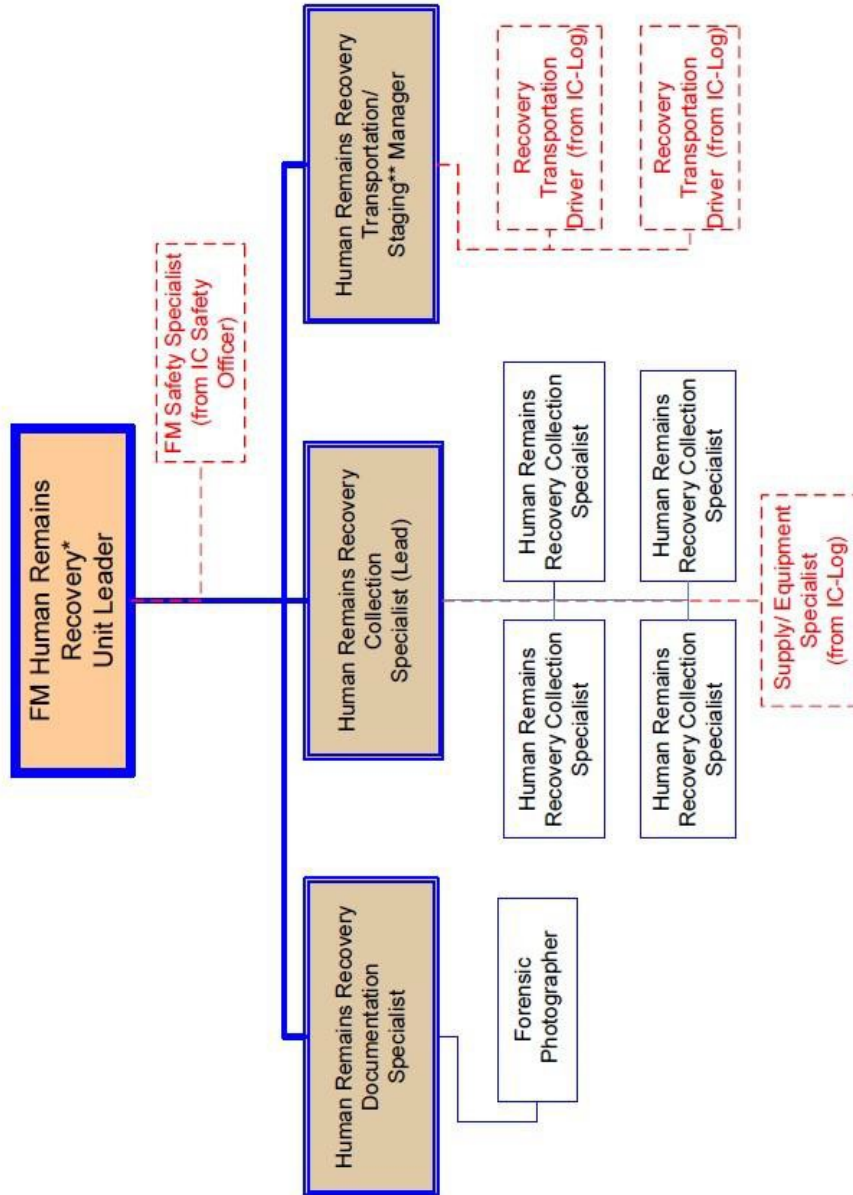 FM Human Remains
Recovery*
Unit Leader
FM Safety Specialist
(from IC Safety
Officer)
Human Remains Recovery
Documentation
Specialist
Human Remains Recovery
Collection
Specialist (Lead)
Human Remains Recovery
Transportation/
Staging** Manager
Forensic
Photographer
Human Remains
Recovery Collection
Specialist
Human Remains
Recovery Collection
Specialist
Recovery
Transportation
Driver (from IC-Log)
Human Remains
Recovery Collection
Specialist
Human Remains
Recovery Collection
Specialist
Recovery
Transportation
Driver (from IC-Log)
Supply/ Equipment
Specialist
(from IC-Log)